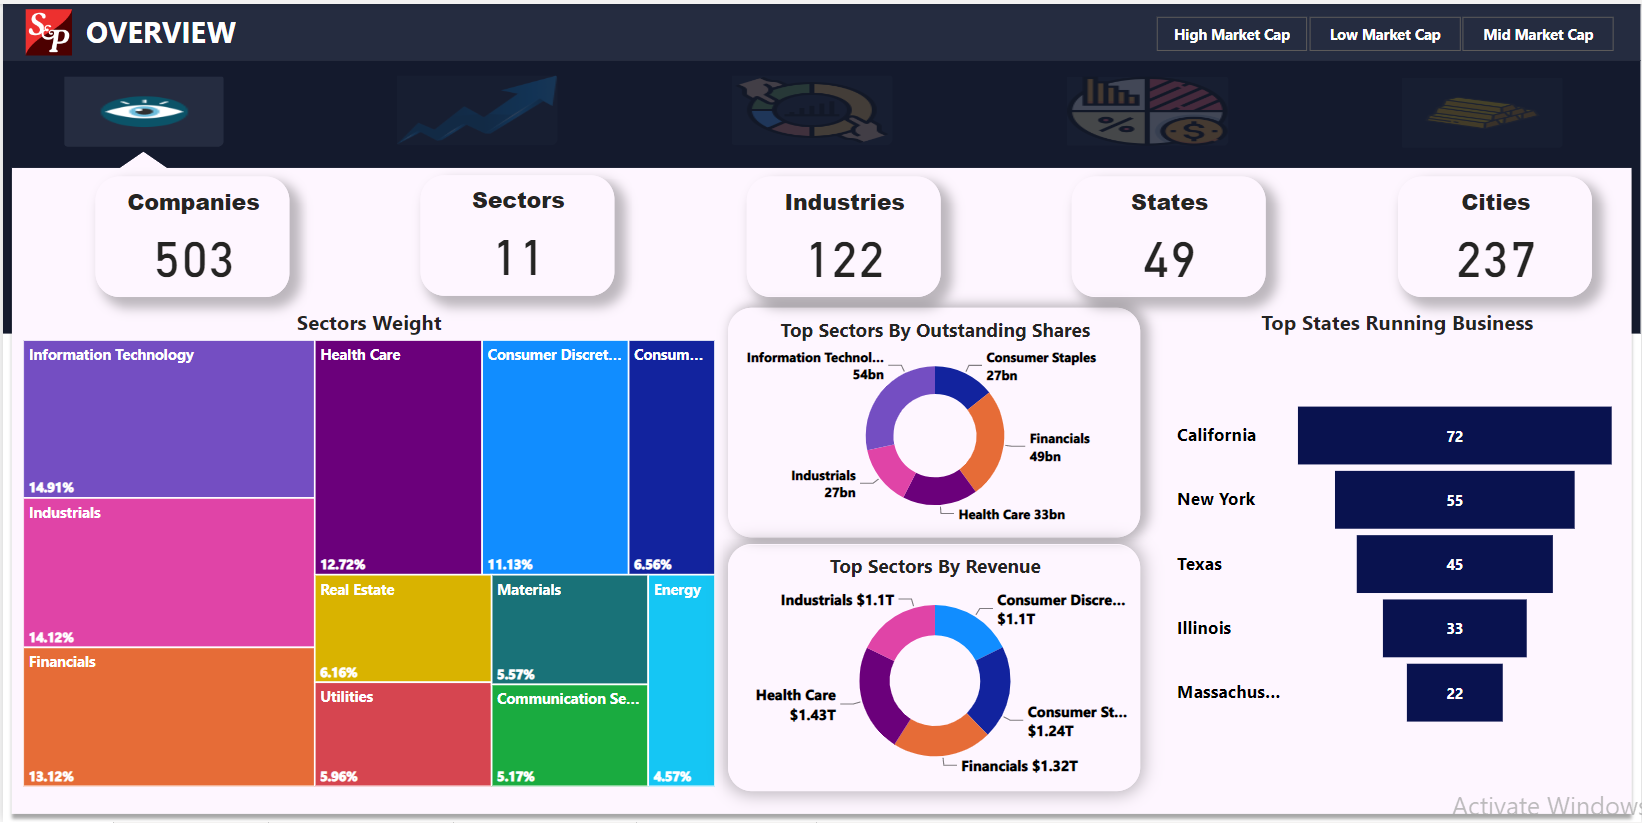 S&P
OVERVIEW
High Market Cap
Low Market Cap
Mid Market Cap
%
$
Companies
503
Sectors
11
Industries
122
States
49
Cities
237
Sectors Weight
Information Technology
14.91%
Industrials
14.12%
Financials
13.12%
Health Care
12.72%
Consumer Discret...
11.13%
Consum...
6.56%
Real Estate
6.16%
Utilities
5.96%
Materials
5.57%
Communication Se...
5.17%
Energy
4.57%
Top Sectors By Outstanding Shares
Information Technol...
54bn
Consumer Staples
27bn
Financials
49bn
Industrials
27bn
Health Care 33bn
Top Sectors By Revenue
Industrials $1.1T
Consumer Discre...
$1.1T
Health Care
$1.43T
Consumer St...
$1.24T
Financials $1.32T
Top States Running Business
California
72
New York
55
Texas
45
Illinois
33
Massachus...
22
Activate Windows